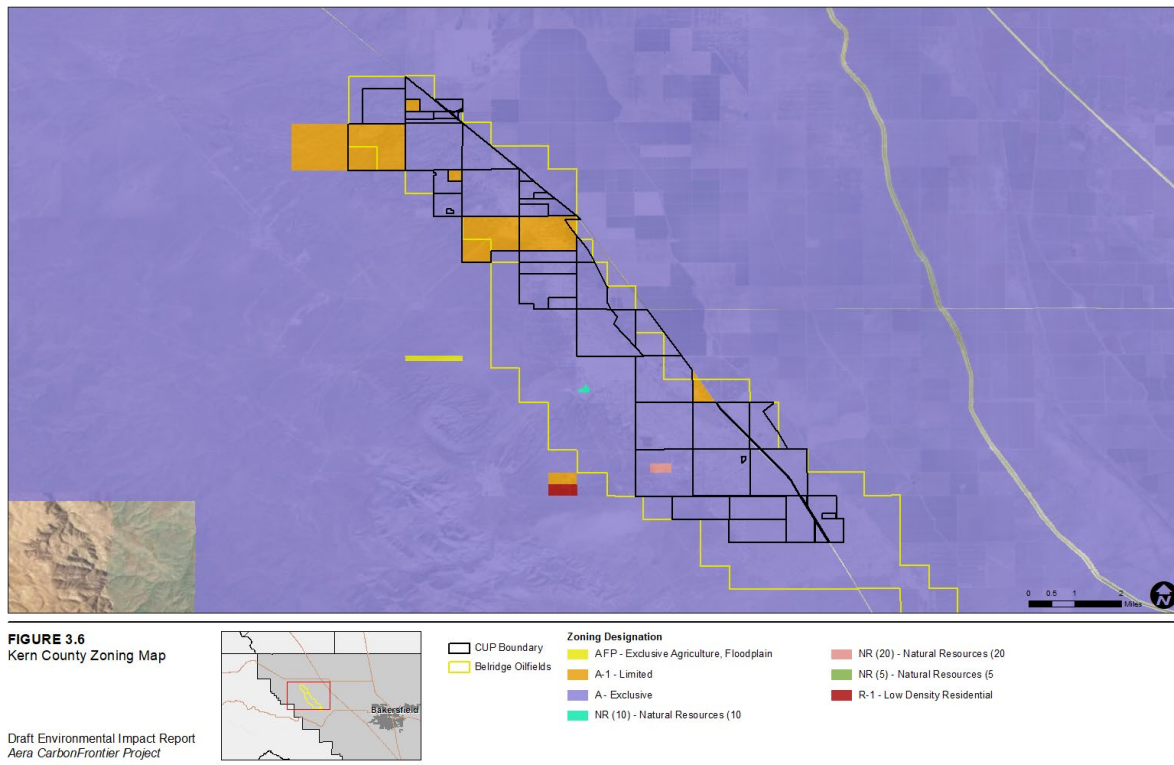 0 0.5 1 2
Miles
N
FIGURE 3.6
Kern County Zoning Map
Draft Environmental Impact Report
Aera CarbonFrontier Project
Bakersfield
CUP Boundary
Belridge Oilfields
Zoning Designation
AFP - Exclusive Agriculture, Floodplain
A-1 - Limited
A - Exclusive
NR (10) - Natural Resources (10
NR (20) - Natural Resources (20
NR (5) - Natural Resources (5
R-1 - Low Density Residential